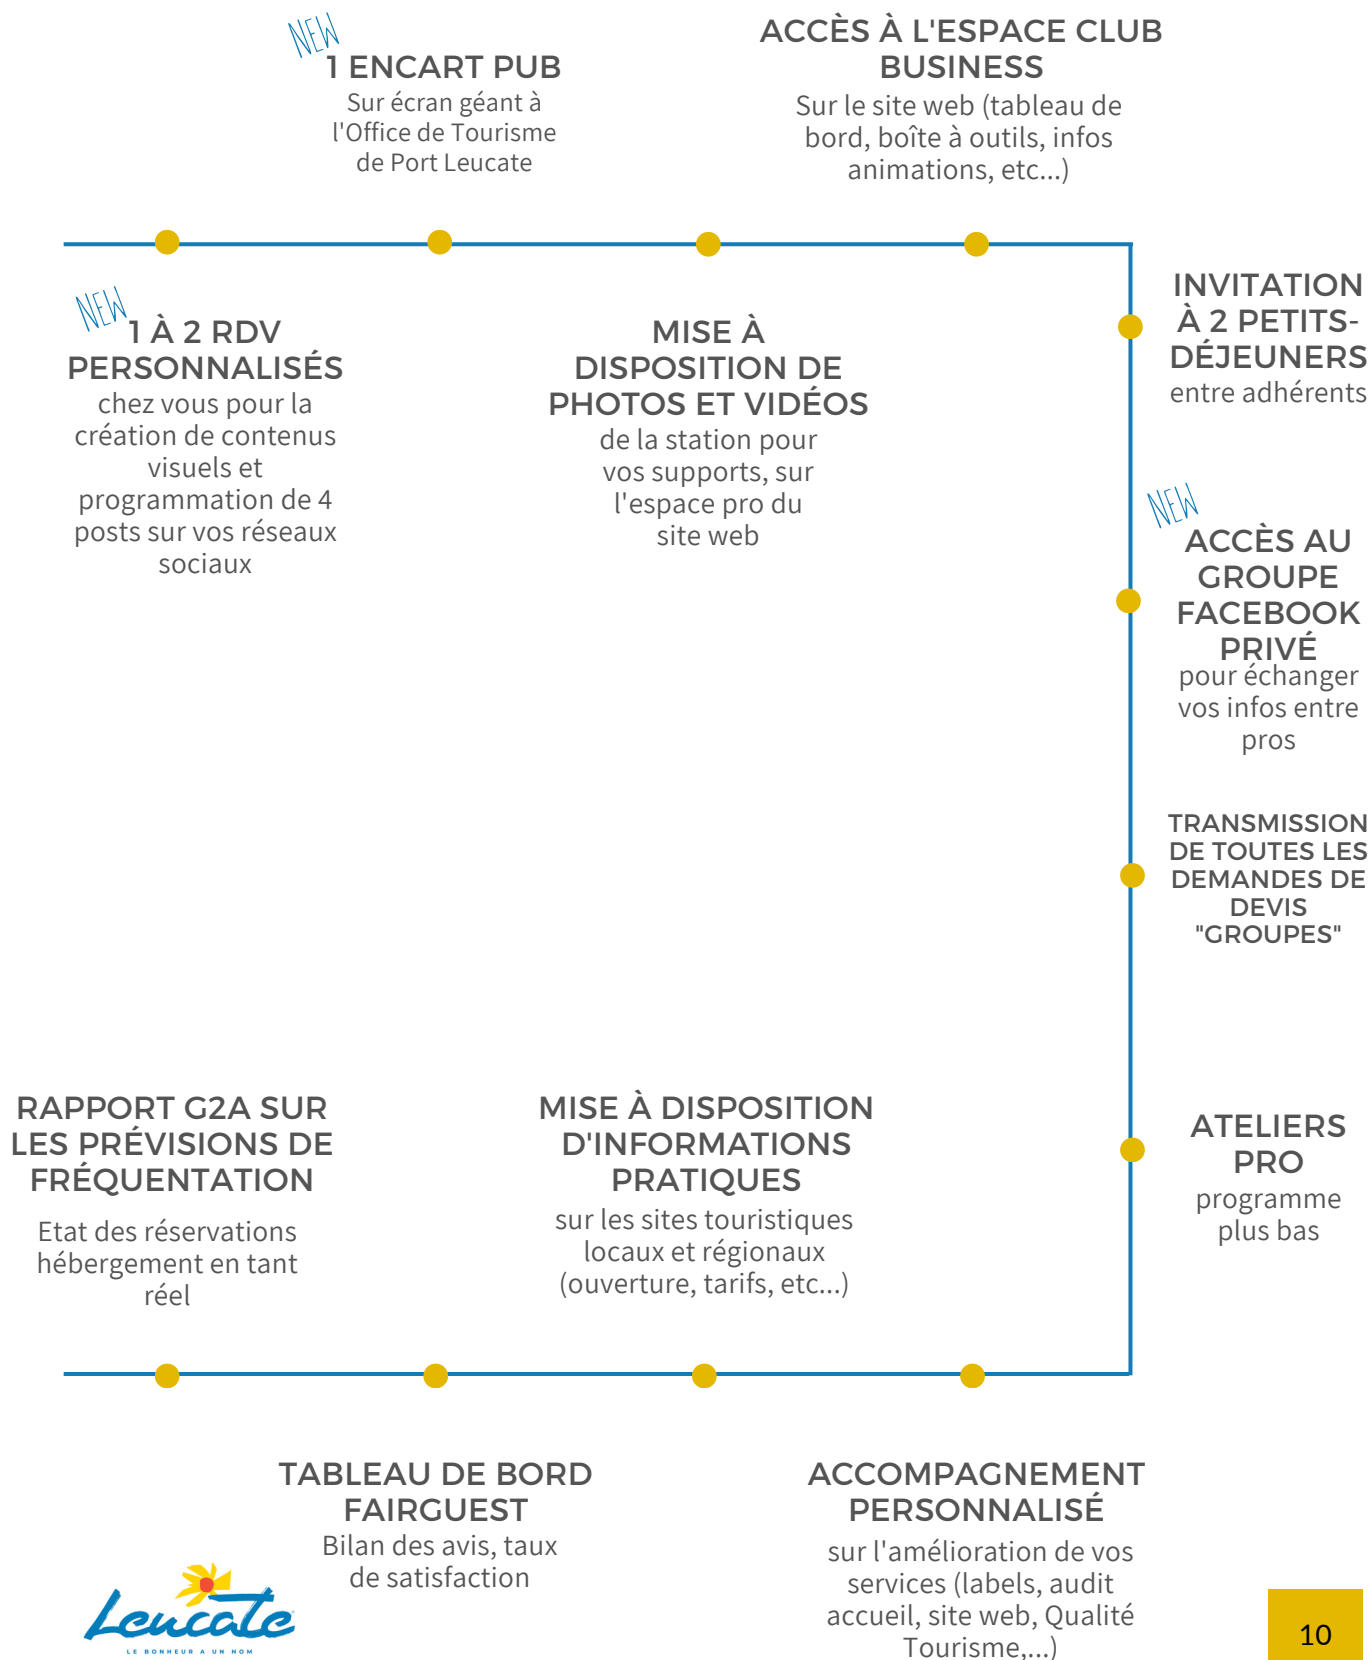 NEW
1 ENCART PUB
Sur écran géant à
l'Office de Tourisme
de Port Leucate
ACCÈS À L'ESPACE CLUB
BUSINESS
Sur le site web (tableau de
bord, boîte à outils, infos
animations, etc...)
NEW
1 À 2 RDV
PERSONNALISÉS
chez vous pour la
création de contenus
visuels et
programmation de 4
posts sur vos réseaux
sociaux
MISE À
DISPOSITION DE
PHOTOS ET VIDÉOS
de la station pour
vos supports, sur
l'espace pro du
site web
INVITATION
À 2 PETITS-
DÉJEUNERS
entre adhérents
NEW
ACCÈS AU
GROUPE
FACEBOOK
PRIVÉ
pour échanger
vos infos entre
pros
TRANSMISSION
DE TOUTES LES
DEMANDES DE
DEVIS
"GROUPES"
ATELIERS
PRO
programme
plus bas
RAPPORT G2A SUR
LES PRÉVISIONS DE
FRÉQUENTATION
Etat des réservations
hébergement en tant
réel
MISE À DISPOSITION
D'INFORMATIONS
PRATIQUES
sur les sites touristiques
locaux et régionaux
(ouverture, tarifs, etc...)
TABLEAU DE BORD
FAIRGUEST
Bilan des avis, taux
de satisfaction
ACCOMPAGNEMENT
PERSONNALISÉ
sur l'amélioration de vos
services (labels, audit
accueil, site web, Qualité
Tourisme,...)
Leucate
LE BONHEUR A UN NOM
10